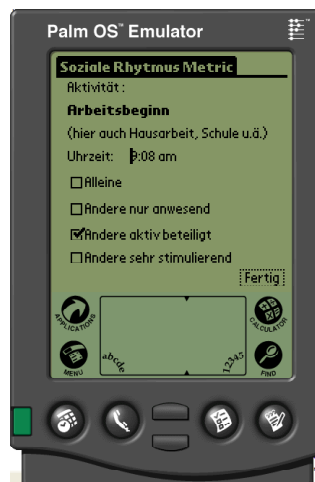 Palm OS™ Emulator
Soziale Rhytmus Metric
Aktivität:
Arbeitsbeginn
(hier auch Hausarbeit, Schule u.ä.)
Uhrzeit: 9:08 am
Alleine
Andere nur anwesend
Andere aktiv beteiligt
Andere sehr stimulierend
Fertig
APPLICATIONS
CALCULATOR
MENU
abcde
12345
FIND